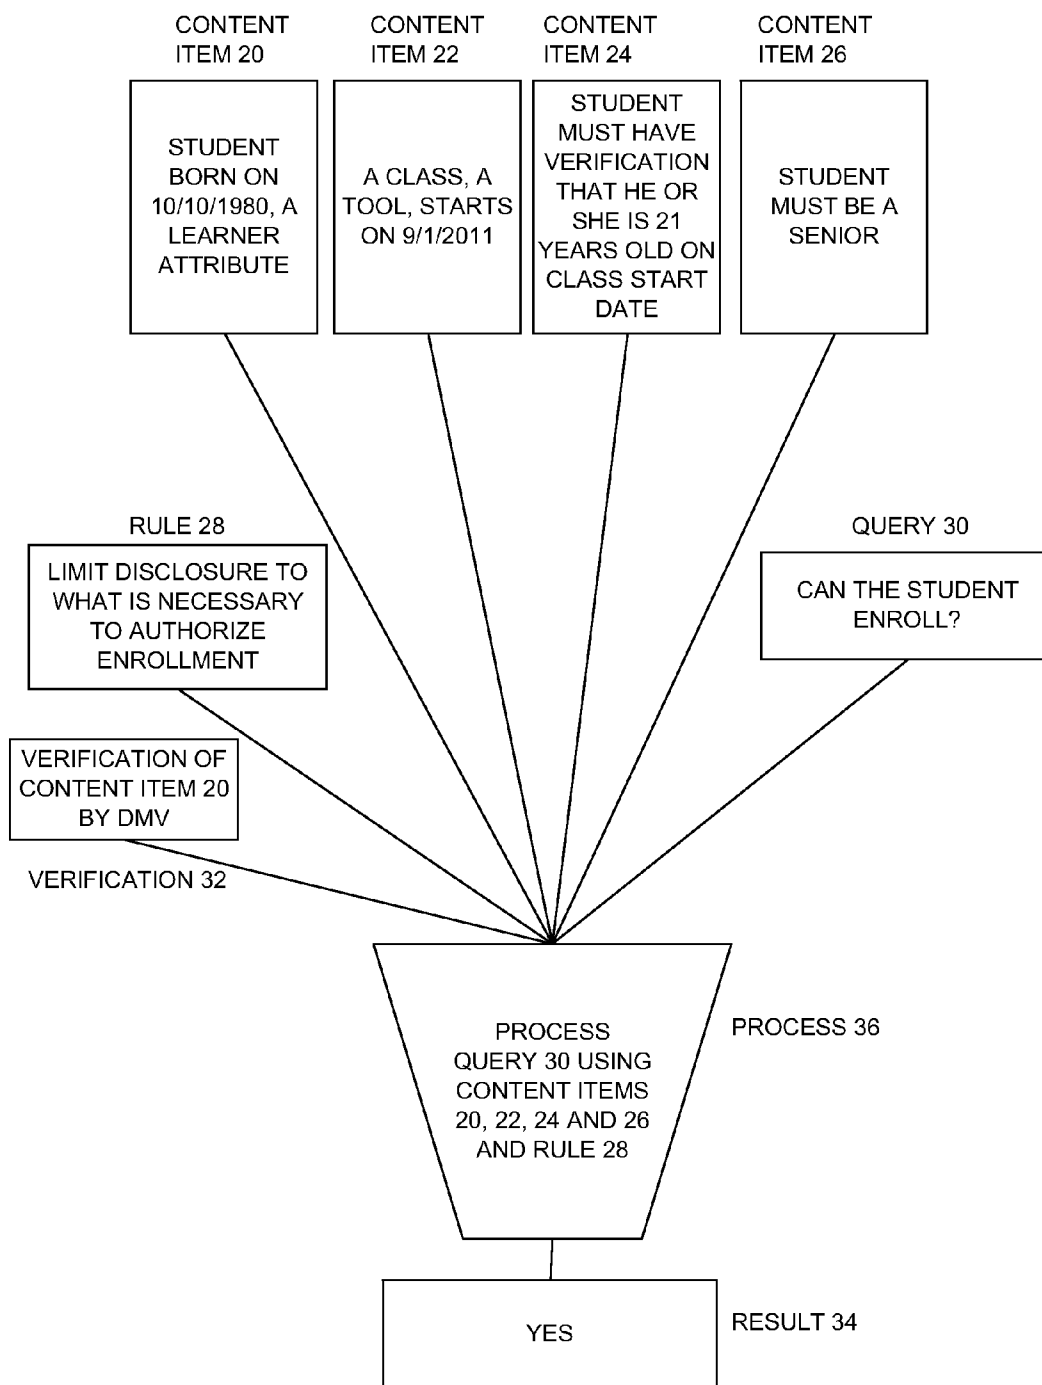 CONTENT
ITEM 20
CONTENT
ITEM 22
CONTENT
ITEM 24
CONTENT
ITEM 26
STUDENT
BORN ON
10/10/1980, A
LEARNER
ATTRIBUTE
A CLASS, A
TOOL, STARTS
ON 9/1/2011
STUDENT
MUST HAVE
VERIFICATION
THAT HE OR
SHE IS 21
YEARS OLD ON
CLASS START
DATE
STUDENT
MUST BE A
SENIOR
RULE 28
LIMIT DISCLOSURE TO
WHAT IS NECESSARY
TO AUTHORIZE
ENROLLMENT
QUERY 30
CAN THE STUDENT
ENROLL?
VERIFICATION OF
CONTENT ITEM 20
BY DMV
VERIFICATION 32
PROCESS
QUERY 30 USING
CONTENT ITEMS
20, 22, 24 AND 26
AND RULE 28
PROCESS 36
YES
RESULT 34